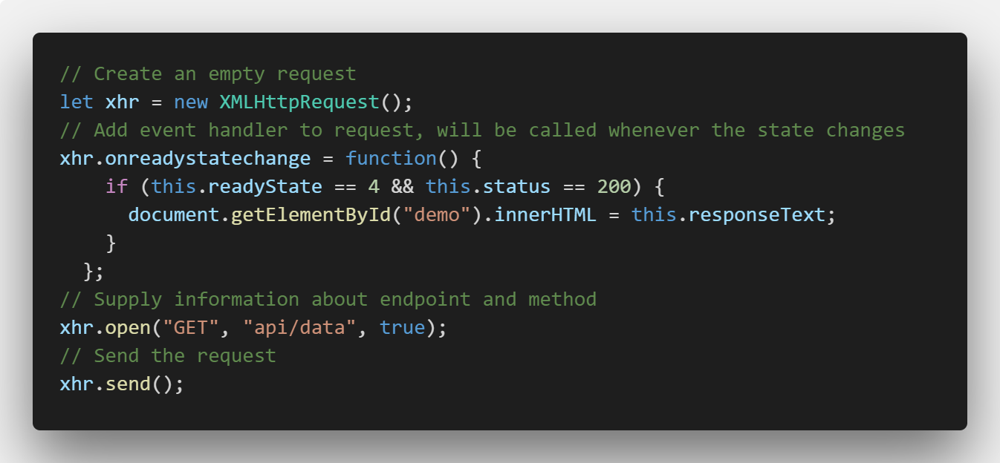 // Create an empty request
let xhr = new XMLHttpRequest();
// Add event handler to request, will be called whenever the state changes
xhr.onreadystatechange = function() {
    if (this.readyState == 4 && this.status == 200) {
      document.getElementById("demo").innerHTML = this.responseText;
    }
  };
// Supply information about endpoint and method
xhr.open("GET", "api/data", true);
// Send the request
xhr.send();